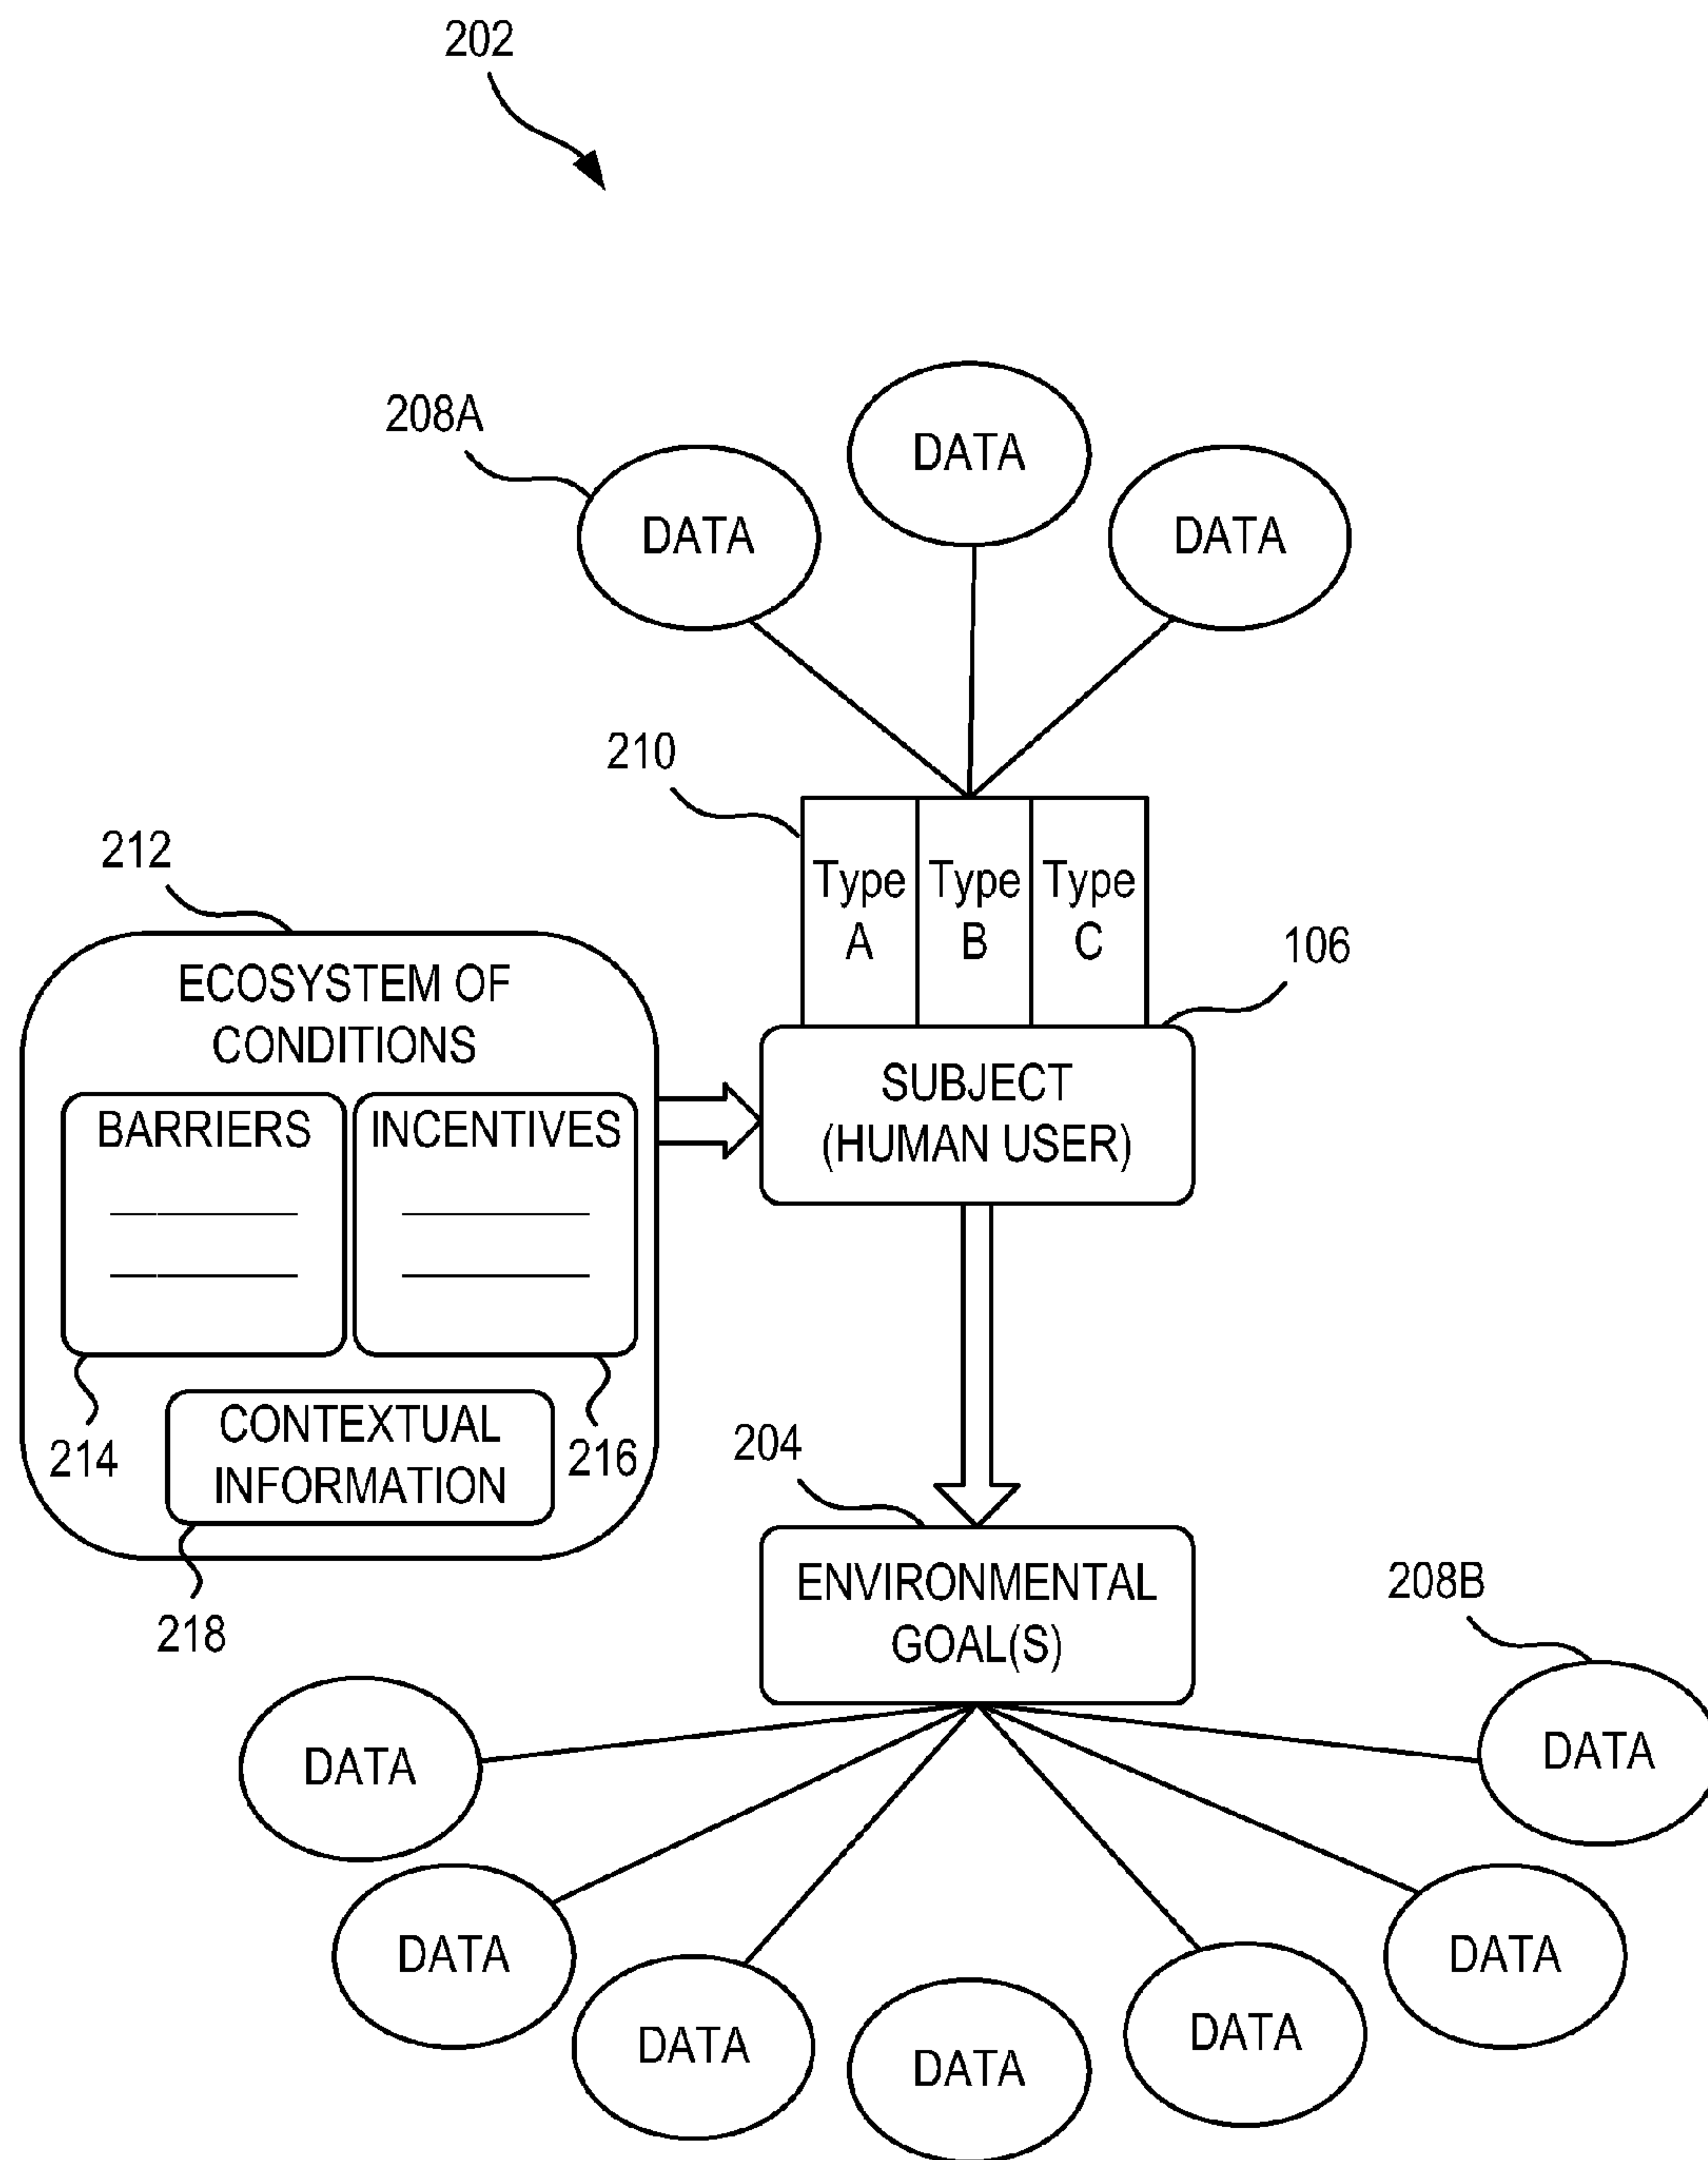 202
208A
DATA
DATA
DATA
210
Type
A
Type
B
Type
C
212
106
ECOSYSTEM OF
CONDITIONS
BARRIERS
INCENTIVES
SUBJECT
(HUMAN USER)
214
216
CONTEXTUAL
INFORMATION
218
204
ENVIRONMENTAL
GOAL(S)
208B
DATA
DATA
DATA
DATA
DATA
DATA
DATA